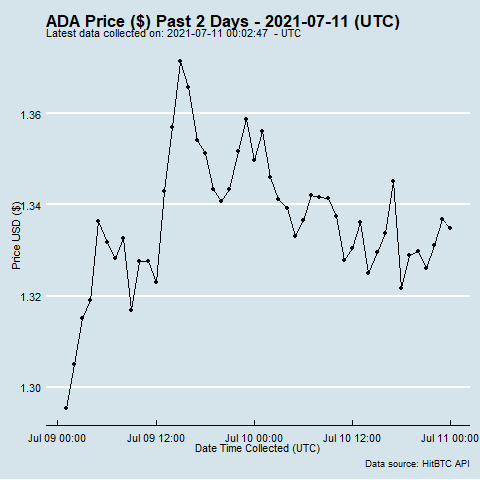 ADA Price ($) Past 2 Days - 2021-07-11 (UTC)
Latest data collected on: 2021-07-11 00:02:47 - UTC
1.36
1.34
1.32
1.30
Price USD ($)
Jul 09 00:00 Jul 09 12:00 Jul 10 00:00 Jul 10 12:00 Jul 11 00:00
Date Time Collected (UTC)
Data source: HitBTC API